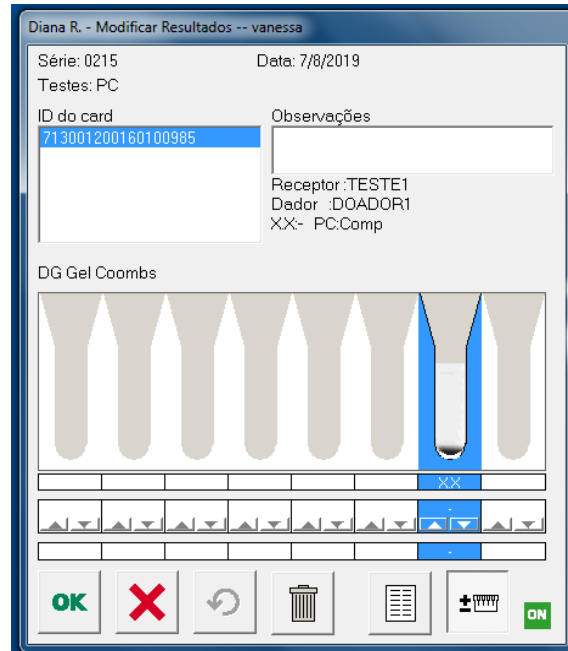 Diana R. - Modificar Resultados -- vanessa
Série: 0215 Data: 7/8/2019
Testes: PC
ID do card Observações
713001200160100985
Receptor :TESTE1
Dador :DOADOR1
XX:- PC:Comp
DG Gel Coombs
XX
-
-
OK ± ON